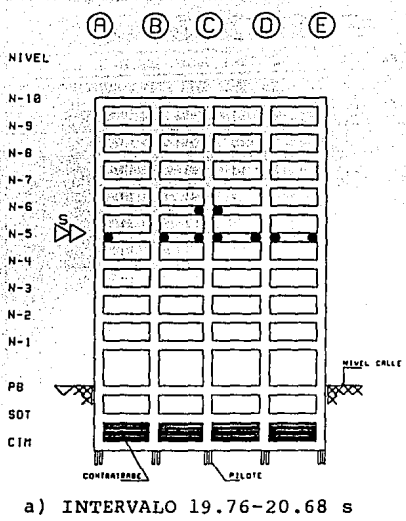 A B C D E
NIVEL
N-10
N-9
N-8
N-7
N-6
S
N-5
N-4
N-3
N-2
N-1
NIVEL CALLE
PB
SOT
CIM
CONTRATRABE
PILOTE
a) INTERVALO 19.76-20.68 s